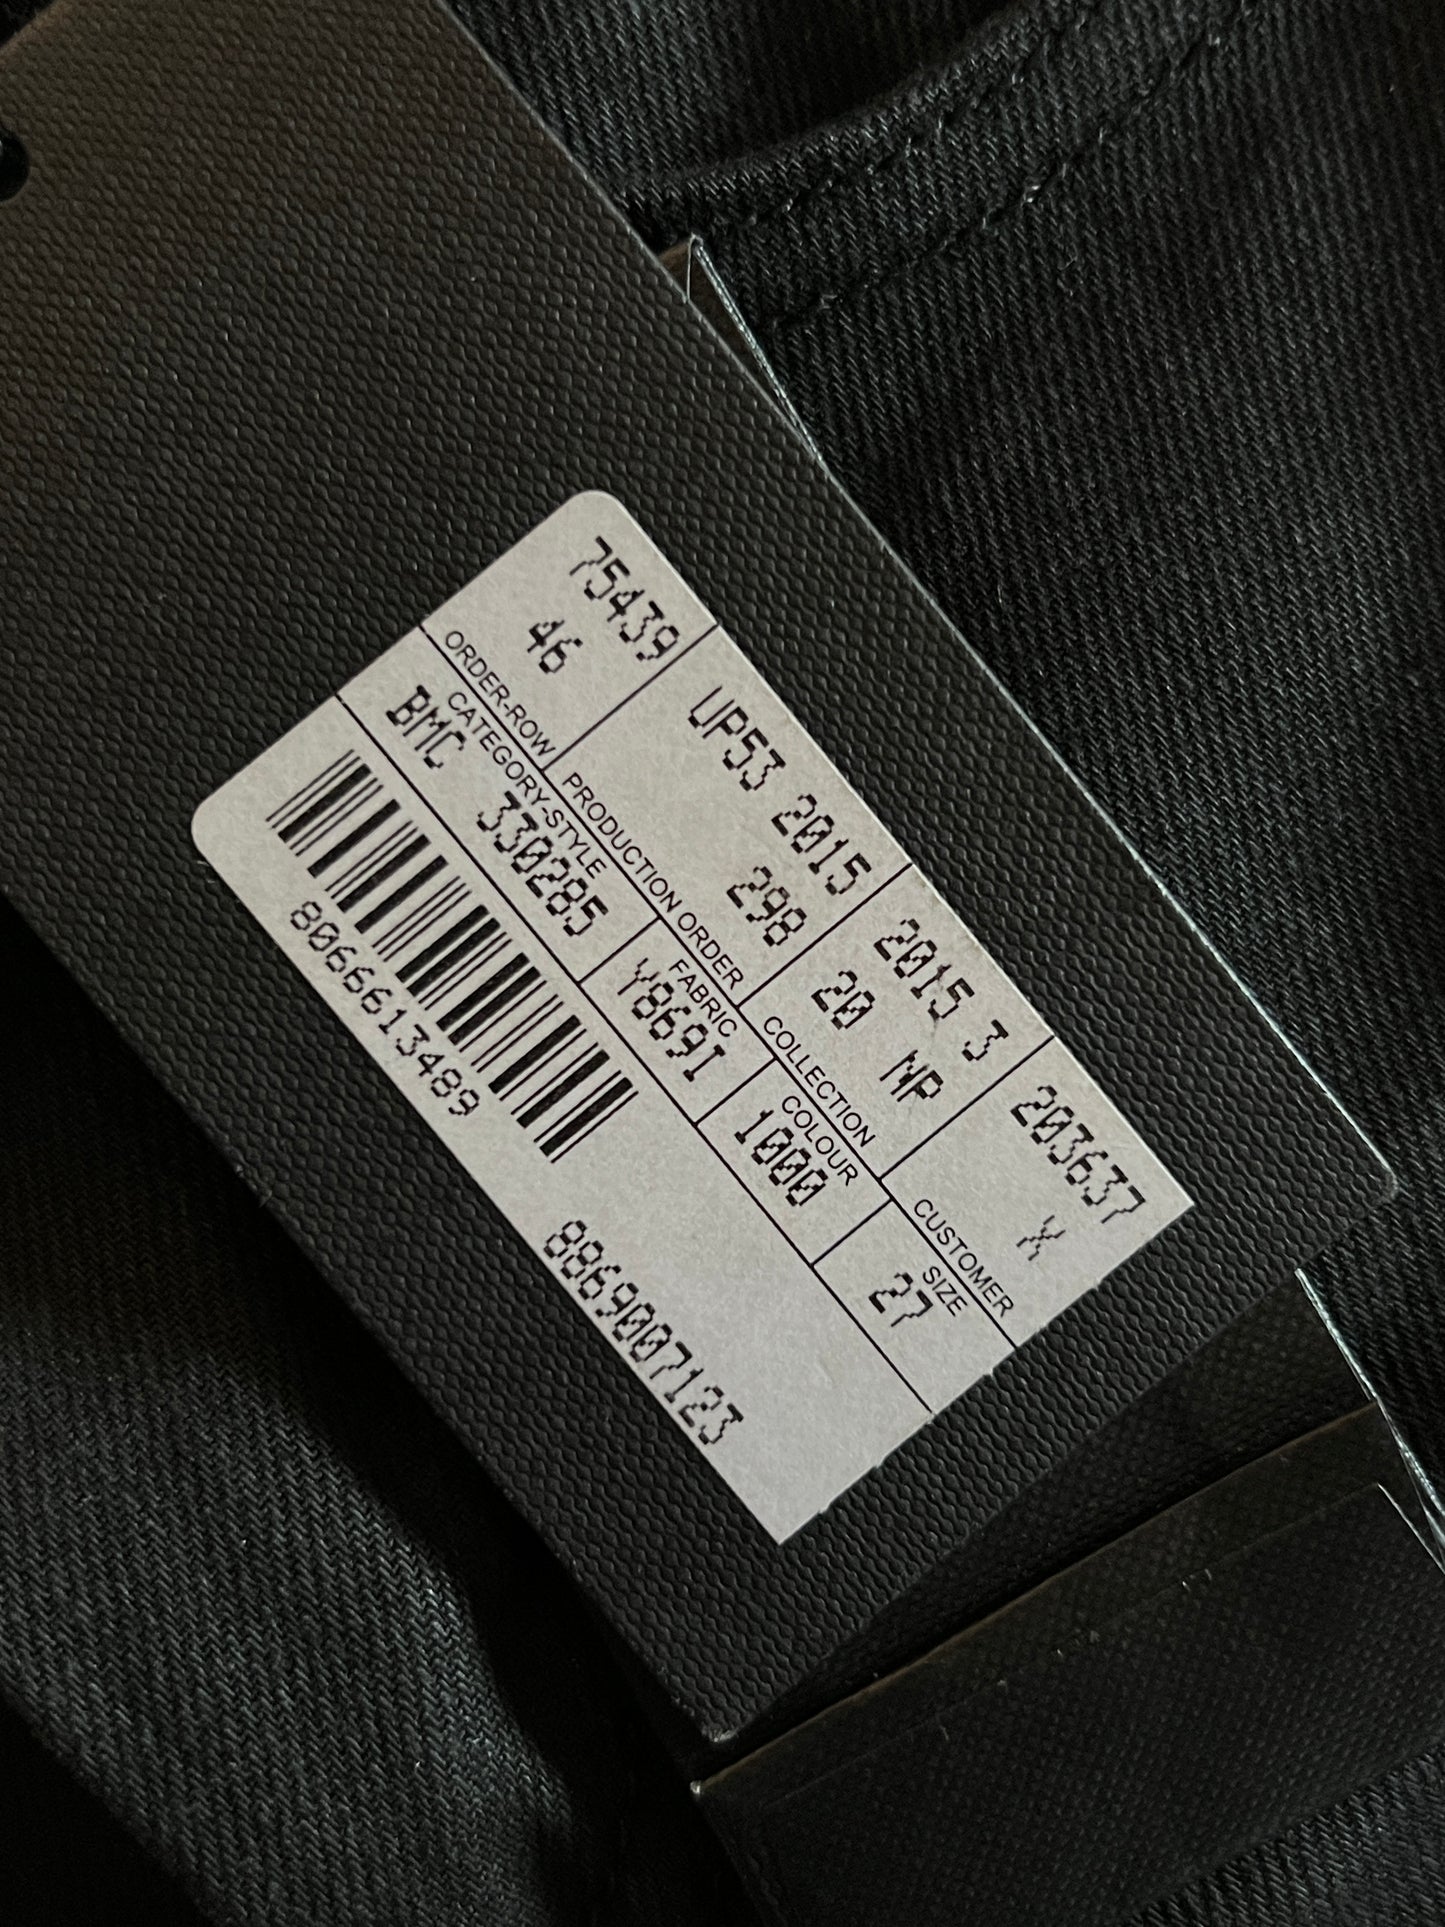 75439 UP53 2015 2015 3 203637
46 298 20 NP X
ORDER-ROW PRODUCTION ORDER COLLECTION CUSTOMER
CATEGORY-STYLE FABRIC COLOUR SIZE
BMC 330285 Y869I 1000 27
8066613489 8869007123